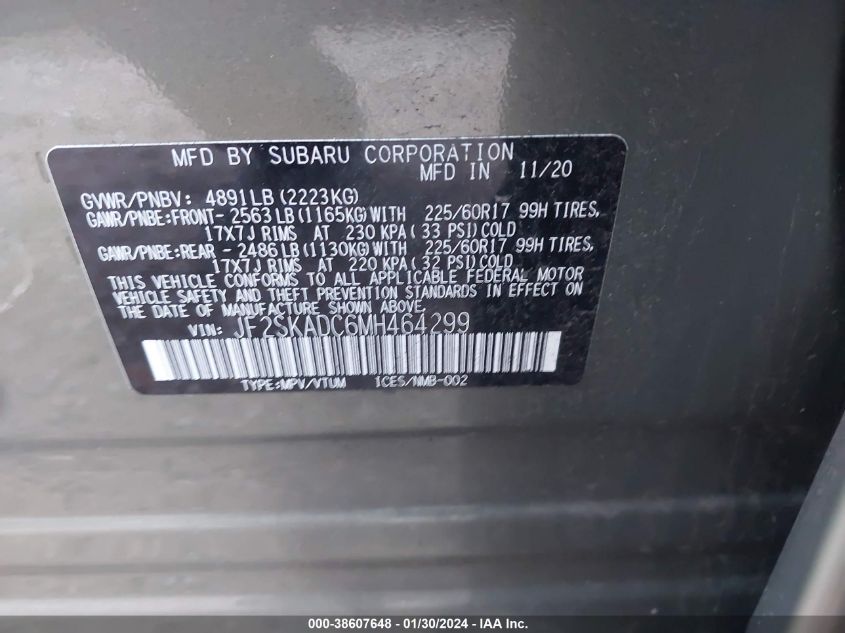 MFD BY SUBARU CORPORATION
MFD IN 11/20
GVWR/PNBV: 4891LB (2223KG)
GAWR/PNBE:FRONT- 2563 LB (1165KG) WITH 225/60R17 99H TIRES,
17X7J RIMS AT 230 KPA ( 33 PSI) COLD
GAWR/PNBE:REAR - 2486 LB (1130KG) WITH 225/60R17 99H TIRES,
17X7J RIMS AT 220 KPA ( 32 PSI) COLD
THIS VEHICLE CONFORMS TO ALL APPLICABLE FEDERAL MOTOR
VEHICLE SAFETY AND THEFT PREVENTION STANDARDS IN EFFECT ON
THE DATE OF MANUFACTURE SHOWN ABOVE.
VIN: JF2SKADC6MH464299
TYPE:MPV/VTUM ICES/NMB-002
000-38607648 - 01/30/2024 - IAA Inc.